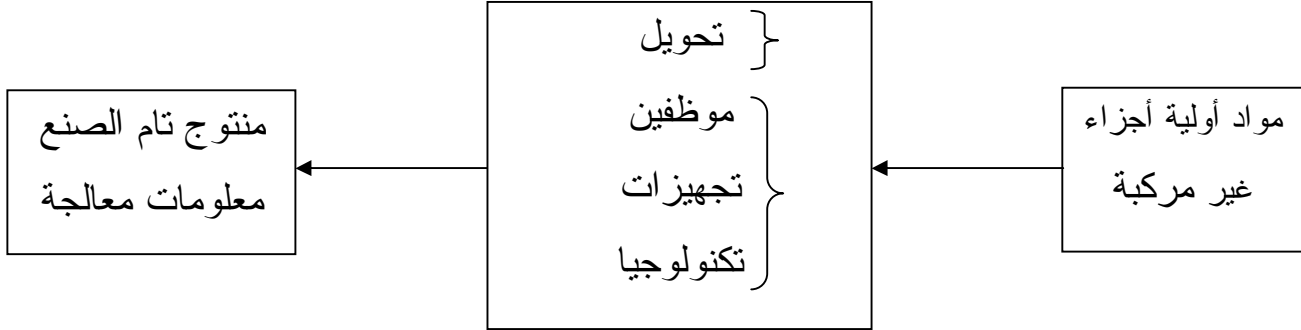 مواد أولية أجزاء
غير مركبة
تحويل
موظفين
تجهيزات
تكنولوجيا
منتوج تام الصنع
معلومات معالجة